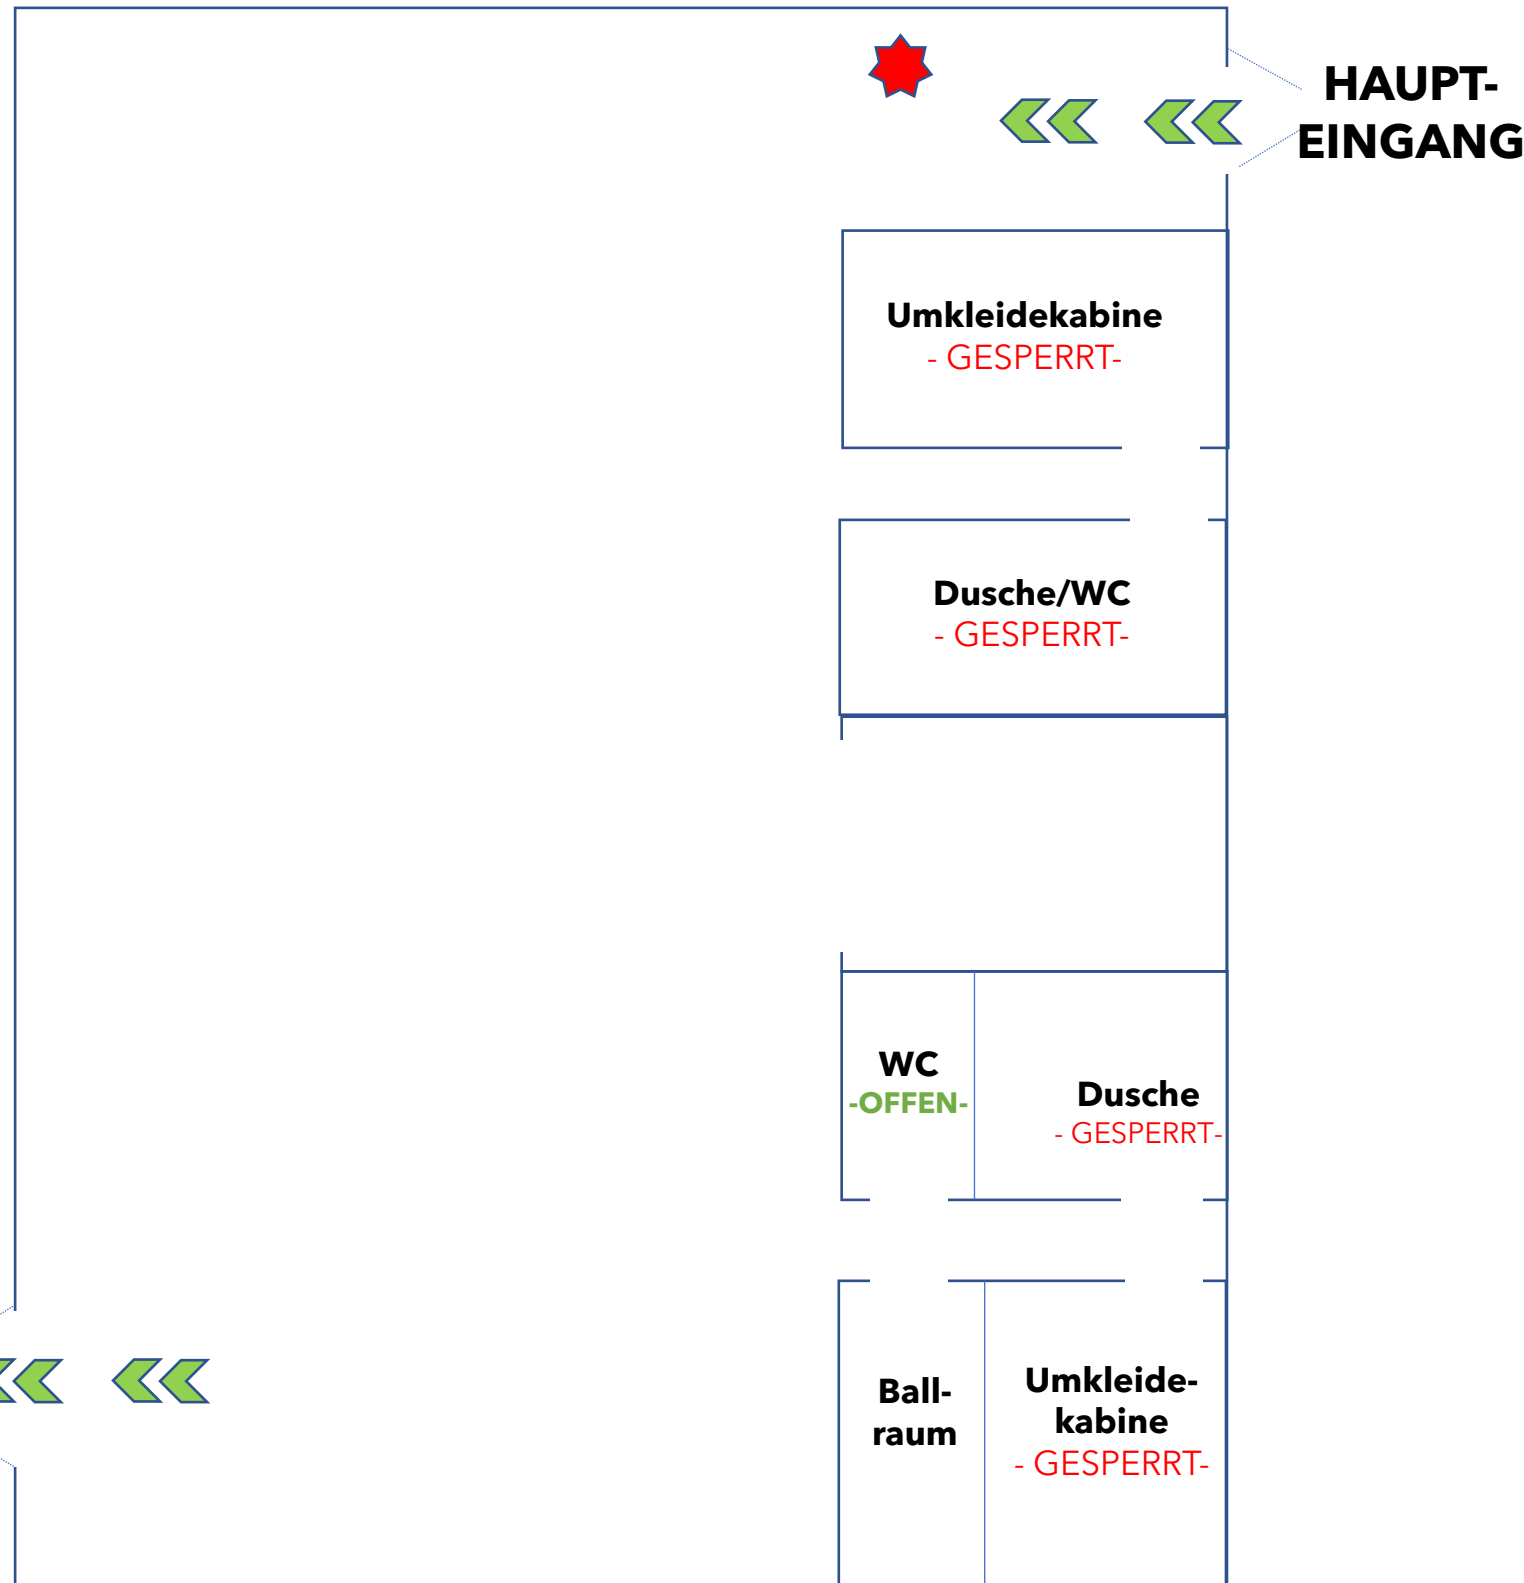 HAUPT-
EINGANG
Umkleidekabine
- GESPERRT-
Dusche/WC
- GESPERRT-
WC
-OFFEN-
Dusche
- GESPERRT-
Ball-
raum
Umkleide-
kabine
- GESPERRT-